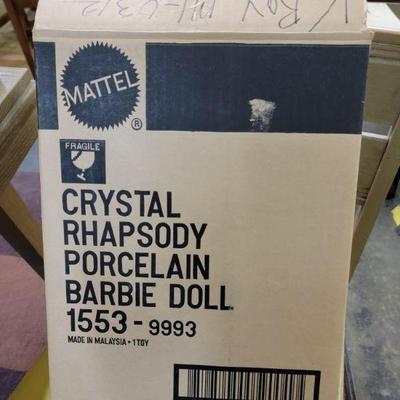 MATTEL
®
FRAGILE
CRYSTAL
RHAPSODY
PORCELAIN
BARBIE DOLL®
1553 - 9993
MADE IN MALAYSIA • 1 TOY